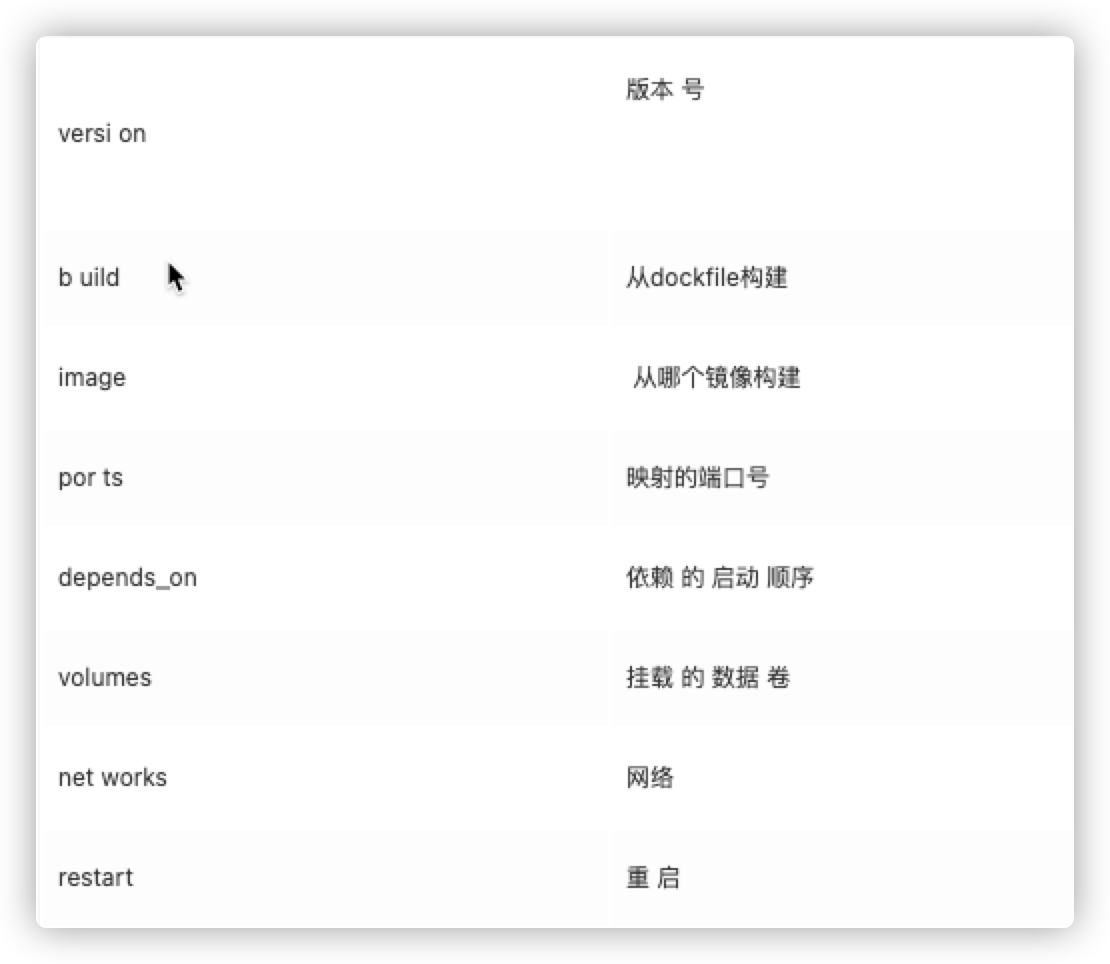 versi on
版本 号
b uild
从dockfile构建
image
从哪个镜像构建
por ts
映射的端口号
depends_on
依赖 的 启动 顺序
volumes
挂载 的 数据 卷
net works
网络
restart
重 启